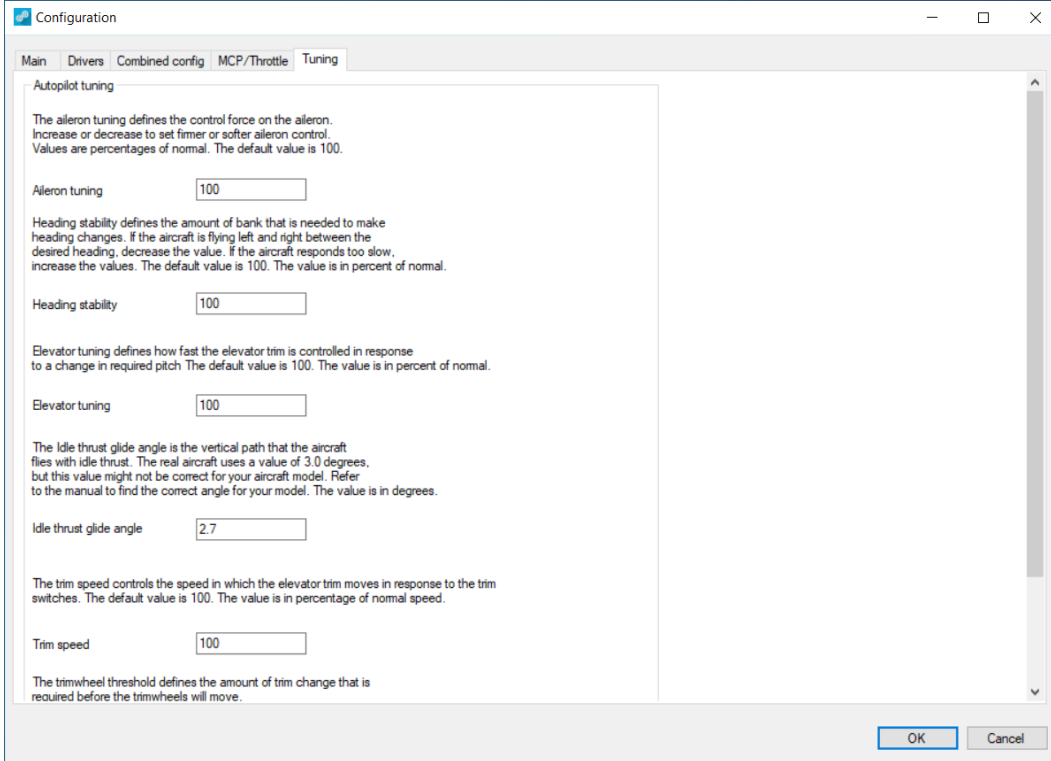 Configuration
Main Drivers Combined config MCP/Throttle Tuning
Autopilot tuning
The aileron tuning defines the control force on the aileron.
Increase or decrease to set firmer or softer aileron control.
Values are percentages of normal. The default value is 100.
Aileron tuning 100
Heading stability defines the amount of bank that is needed to make
heading changes. If the aircraft is flying left and right between the
desired heading, decrease the value. If the aircraft responds too slow,
increase the values. The default value is 100. The value is in percent of normal.
Heading stability 100
Elevator tuning defines how fast the elevator trim is controlled in response
to a change in required pitch The default value is 100. The value is in percent of normal.
Elevator tuning 100
The Idle thrust glide angle is the vertical path that the aircraft
flies with idle thrust. The real aircraft uses a value of 3.0 degrees,
but this value might not be correct for your aircraft model. Refer
to the manual to find the correct angle for your model. The value is in degrees.
Idle thrust glide angle 2.7
The trim speed controls the speed in which the elevator trim moves in response to the trim
switches. The default value is 100. The value is in percentage of normal speed.
Trim speed 100
The trimwheel threshold defines the amount of trim change that is
required before the trimwheels will move.
OK Cancel